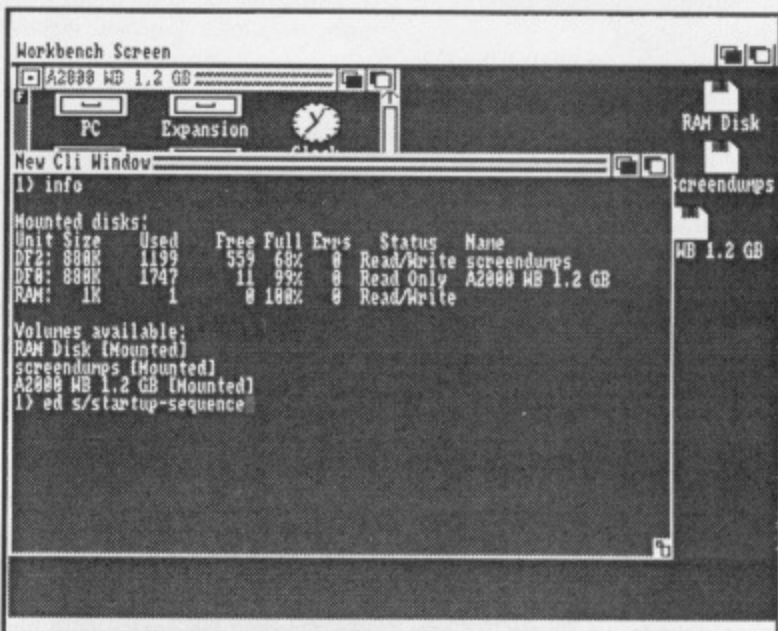 Workbench Screen
A2000 WB 1.2 GB
PC Expansion Clock
RAM Disk
screendumps
WB 1.2 GB
New Cli Window
1> info
Mounted disks:
Unit Size Used Free Full Errs Status Name
DF2: 880K 1199 559 68% 0 Read/Write screendumps
DF0: 880K 1747 11 99% 0 Read Only A2000 WB 1.2 GB
RAM: 1K 1 0 100% 0 Read/Write
Volumes available:
RAM Disk [Mounted]
screendumps [Mounted]
A2000 WB 1.2 GB [Mounted]
1> ed s/startup-sequence